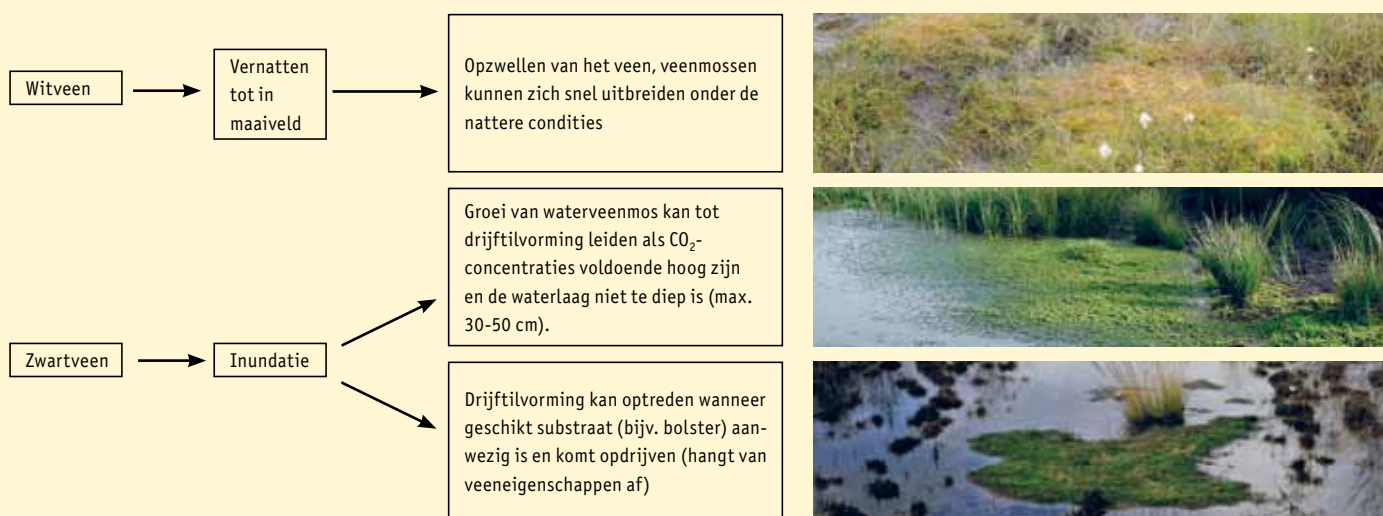 Witveen
Vernatten
tot in
maaiveld
Opzwellen van het veen, veenmossen
kunnen zich snel uitbreiden onder de
nattere condities
Zwartveen
Inundatie
Groei van waterveenmos kan tot
drijftilvorming leiden als CO₂-
concentraties voldoende hoog zijn
en de waterlaag niet te diep is (max.
30-50 cm).
Drijftilvorming kan optreden wanneer
geschikt substraat (bijv. bolster) aan-
wezig is en komt opdrijven (hangt van
veeneigenschappen af)